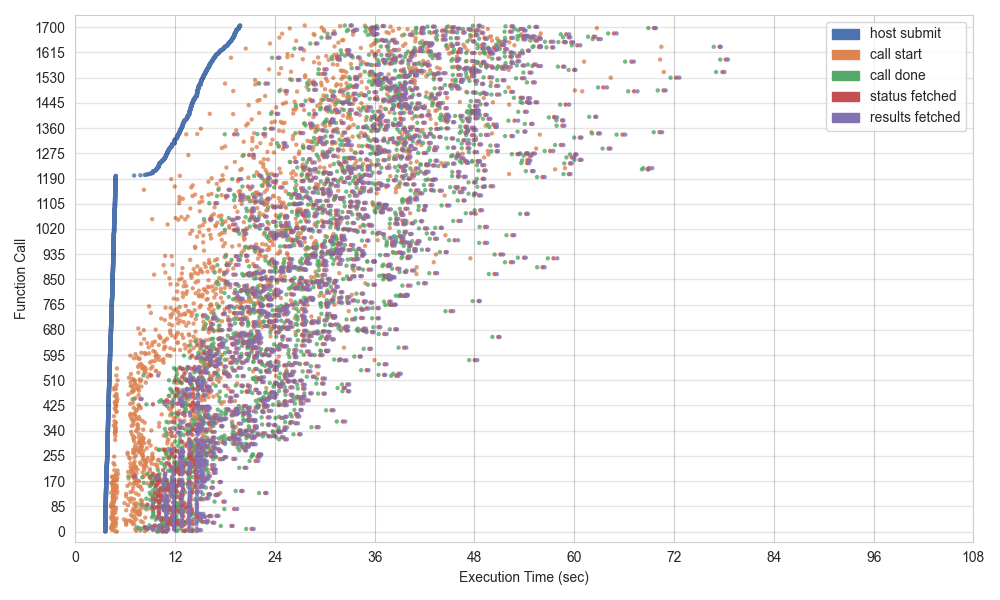 1700
1615
1530
1445
1360
1275
1190
1105
1020
935
850
765
680
595
510
425
340
255
170
85
0
Function Call
0 12 24 36 48 60 72 84 96 108
Execution Time (sec)
host submit
call start
call done
status fetched
results fetched